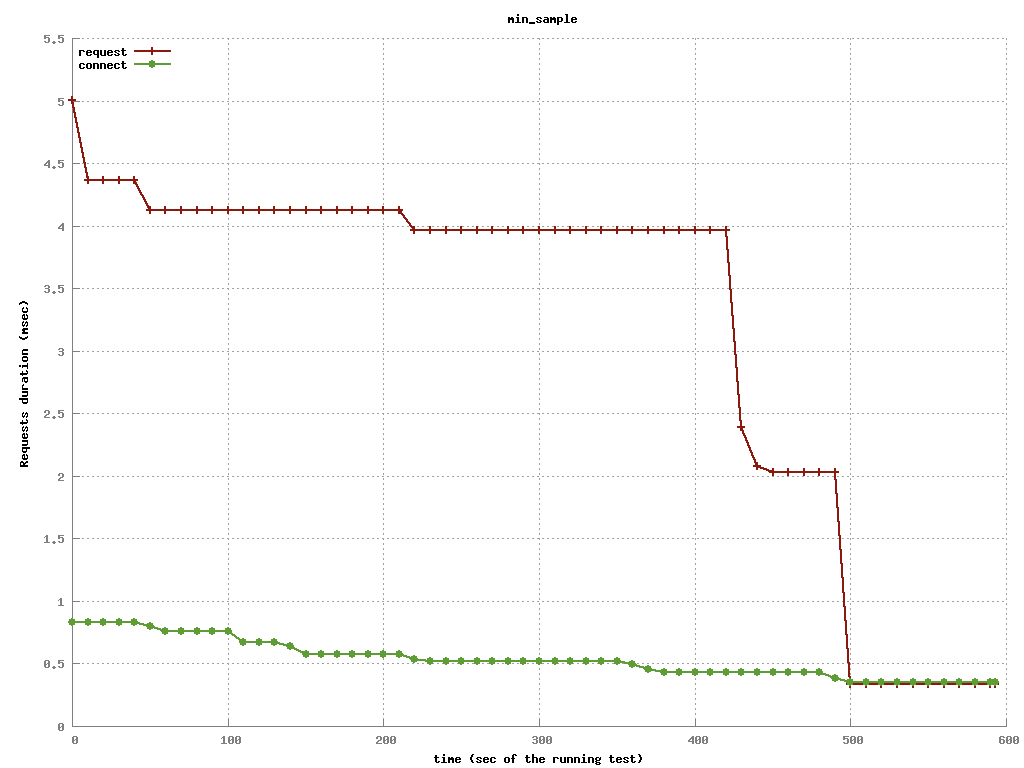 min_sample
5.5
request
connect
5
4.5
4
3.5
3
2.5
2
1.5
1
0.5
0
Requests duration (msec)
0 100 200 300 400 500 600
time (sec of the running test)